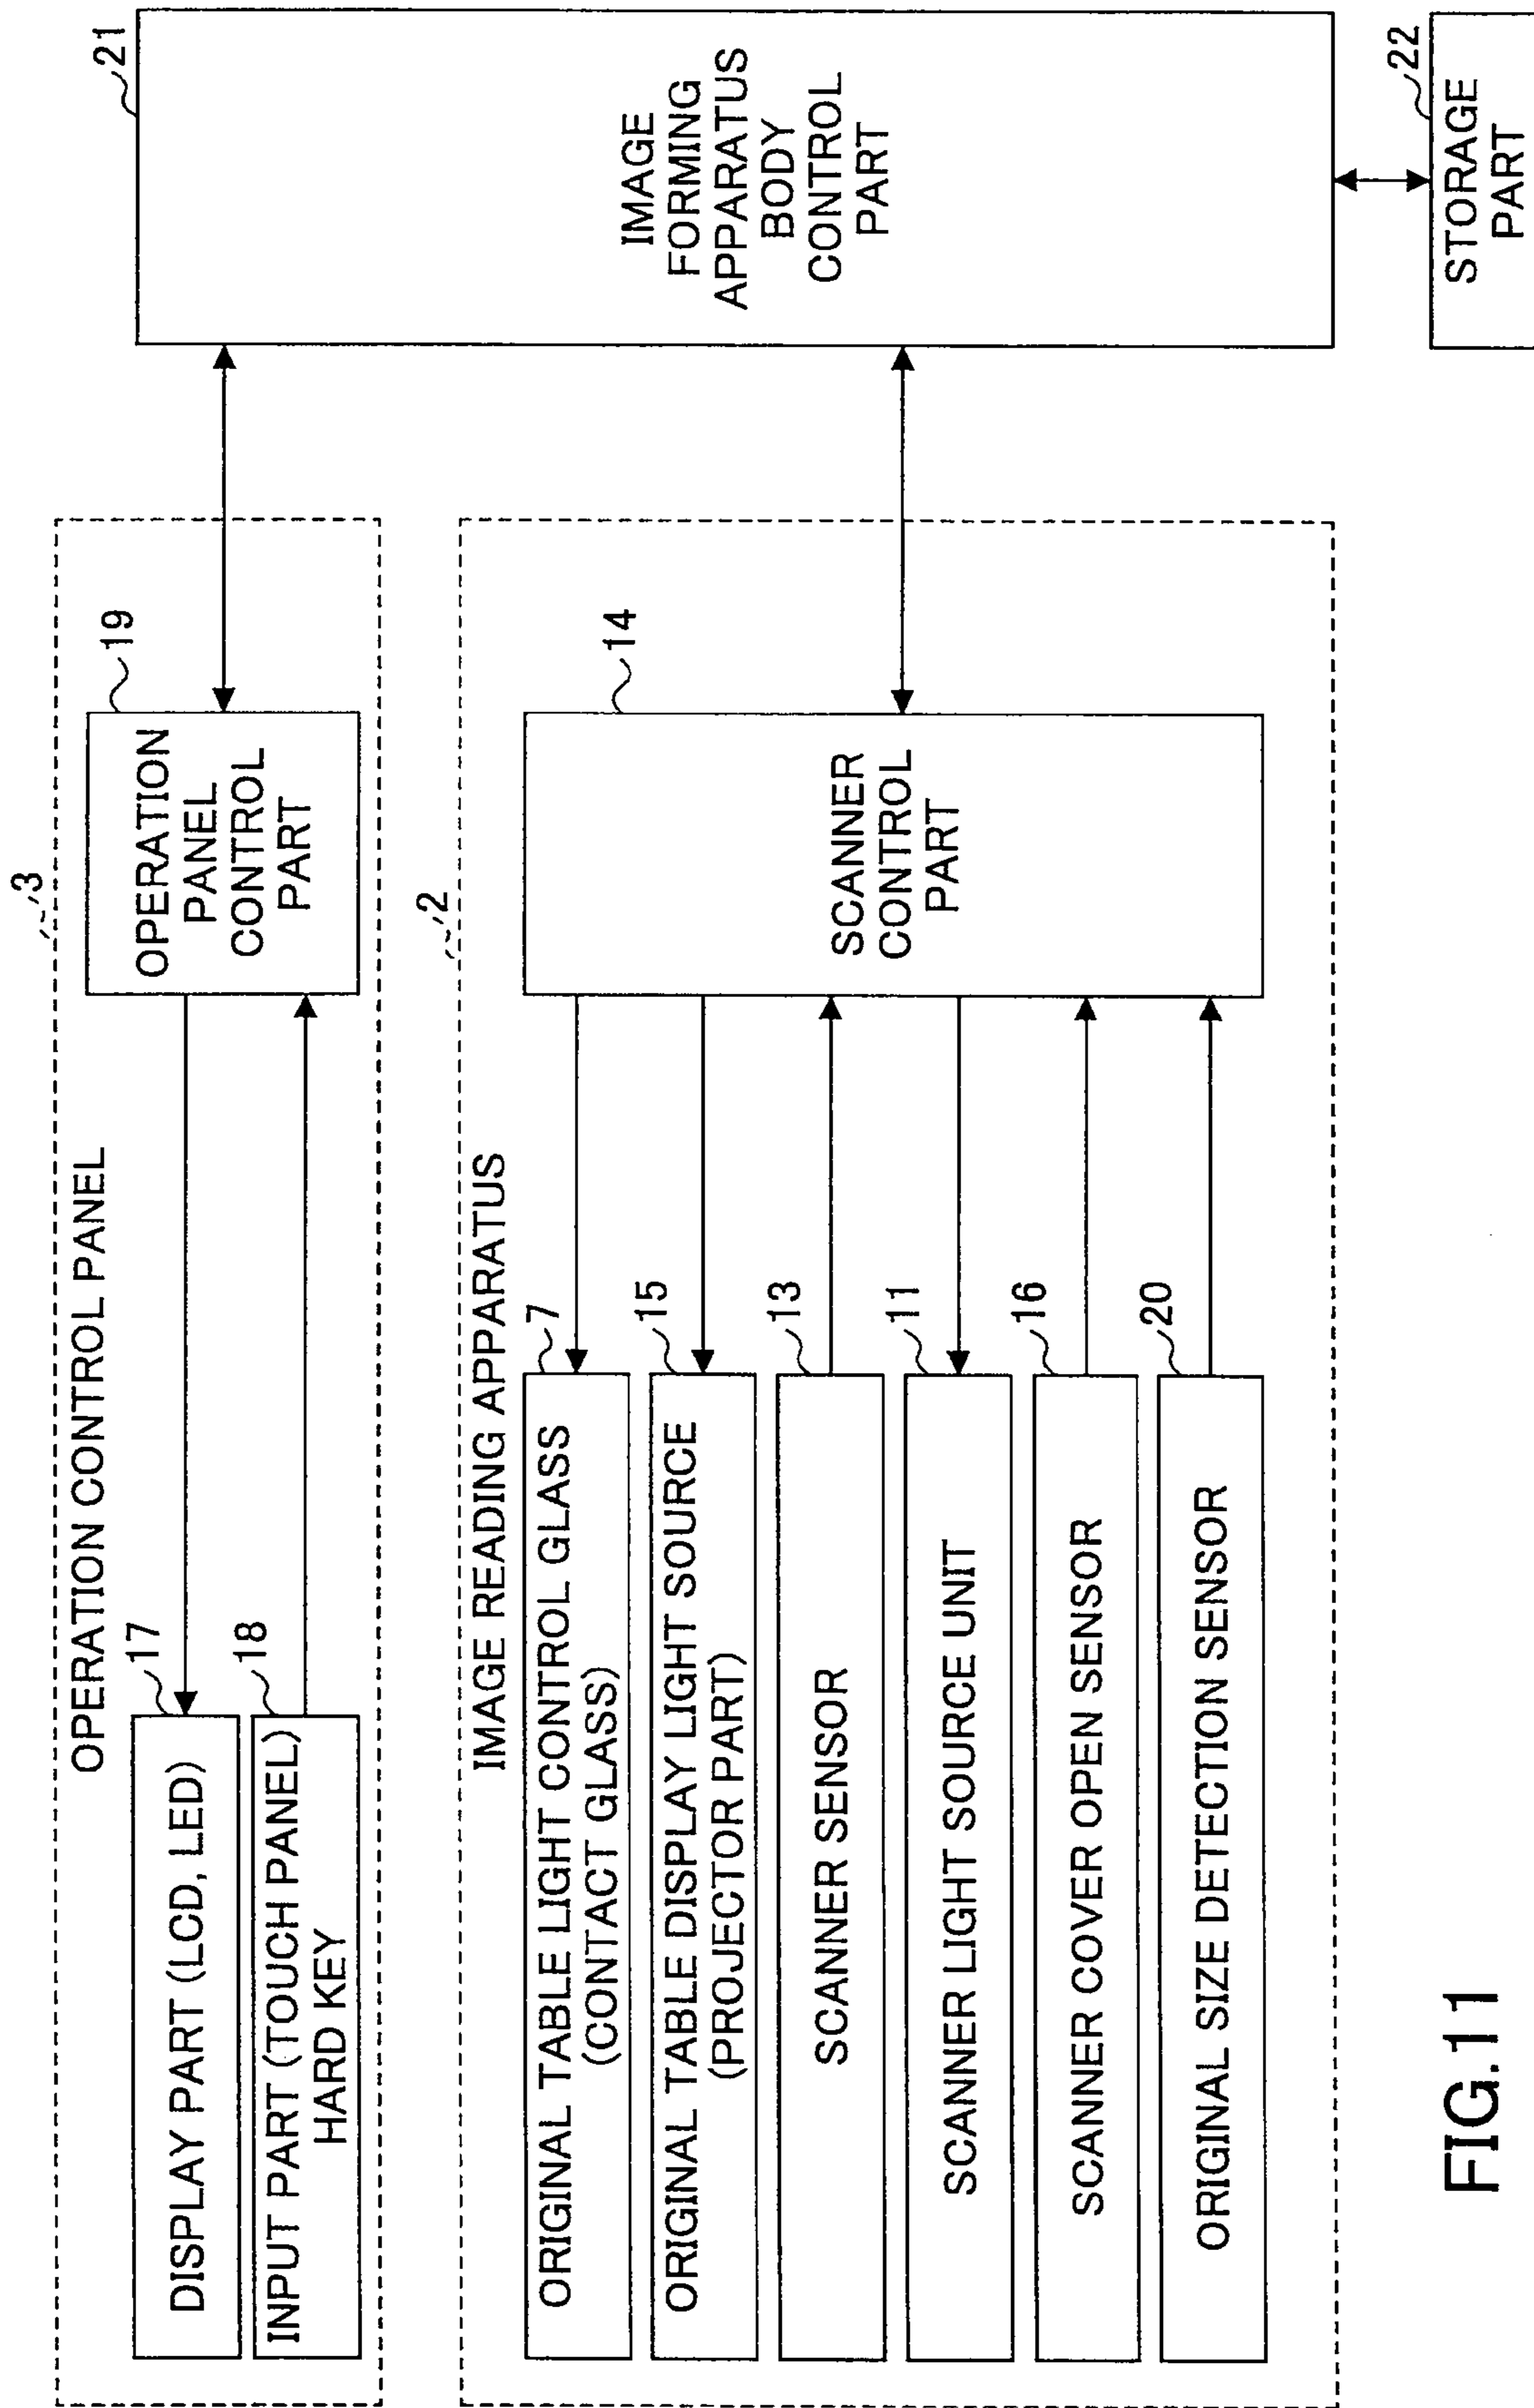 3
OPERATION CONTROL PANEL
17
DISPLAY PART (LCD, LED)
18
INPUT PART (TOUCH PANEL)
HARD KEY
19
OPERATION
PANEL
CONTROL
PART
2
IMAGE READING APPARATUS
7
ORIGINAL TABLE LIGHT CONTROL GLASS
(CONTACT GLASS)
15
ORIGINAL TABLE DISPLAY LIGHT SOURCE
(PROJECTOR PART)
13
SCANNER SENSOR
11
SCANNER LIGHT SOURCE UNIT
16
SCANNER COVER OPEN SENSOR
20
ORIGINAL SIZE DETECTION SENSOR
14
SCANNER
CONTROL
PART
21
IMAGE
FORMING
APPARATUS
BODY
CONTROL
PART
22
STORAGE
PART
FIG.11